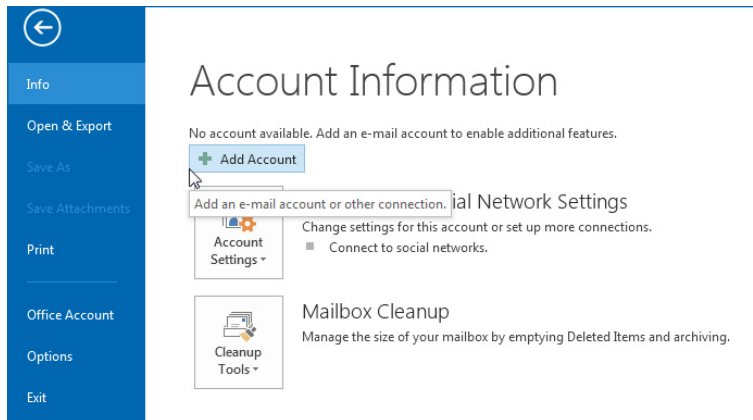 Info
Open & Export
Save As
Save Attachments
Print
Office Account
Options
Exit
Account Information
No account available. Add an e-mail account to enable additional features.
Add Account
Add an e-mail account or other connection.
ial Network Settings
Account
Settings
Change settings for this account or set up more connections.
Connect to social networks.
Cleanup
Tools
Mailbox Cleanup
Manage the size of your mailbox by emptying Deleted Items and archiving.